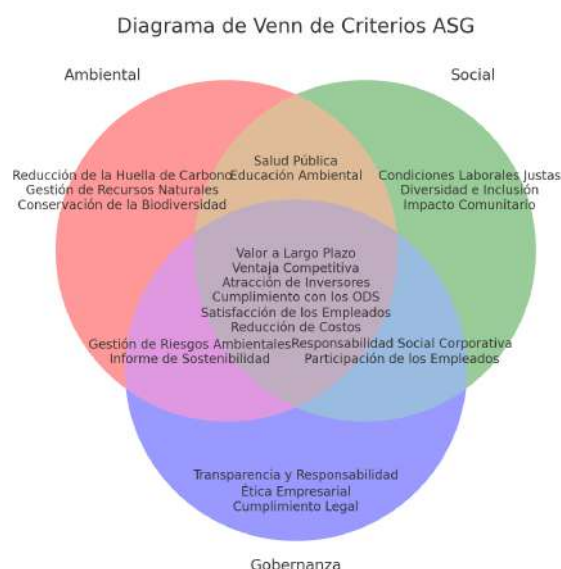 Diagrama de Venn de Criterios ASG
Ambiental
Social
Reducción de la Huella de Carbono
Gestión de Recursos Naturales
Conservación de la Biodiversidad
Salud Pública
Educación Ambiental
Condiciones Laborales Justas
Diversidad e Inclusión
Impacto Comunitario
Valor a Largo Plazo
Ventaja Competitiva
Atracción de Inversores
Cumplimiento con los ODS
Satisfacción de los Empleados
Reducción de Costos
Gestión de Riesgos Ambientales
Informe de Sostenibilidad
Responsabilidad Social Corporativa
Participación de los Empleados
Transparencia y Responsabilidad
Ética Empresarial
Cumplimiento Legal
Gobernanza